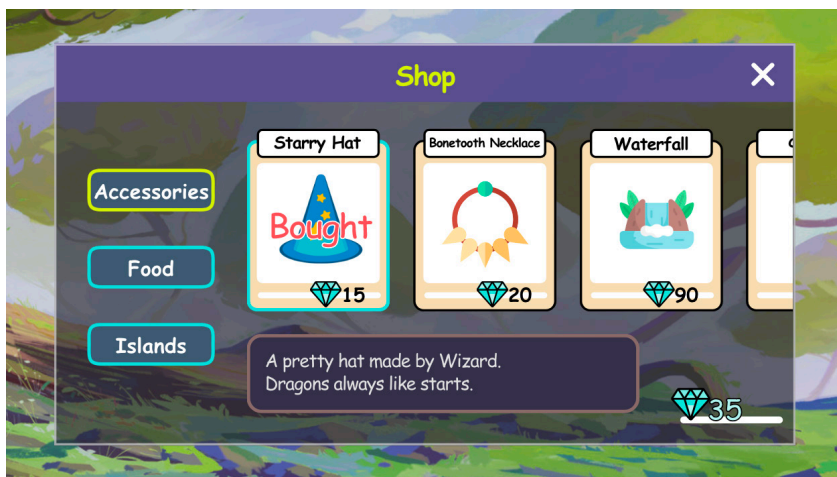 Shop
Starry Hat
Bonetooth Necklace
Waterfall
Accessories
Bought
15
20
90
Food
Islands
A pretty hat made by Wizard.
Dragons always like starts.
35